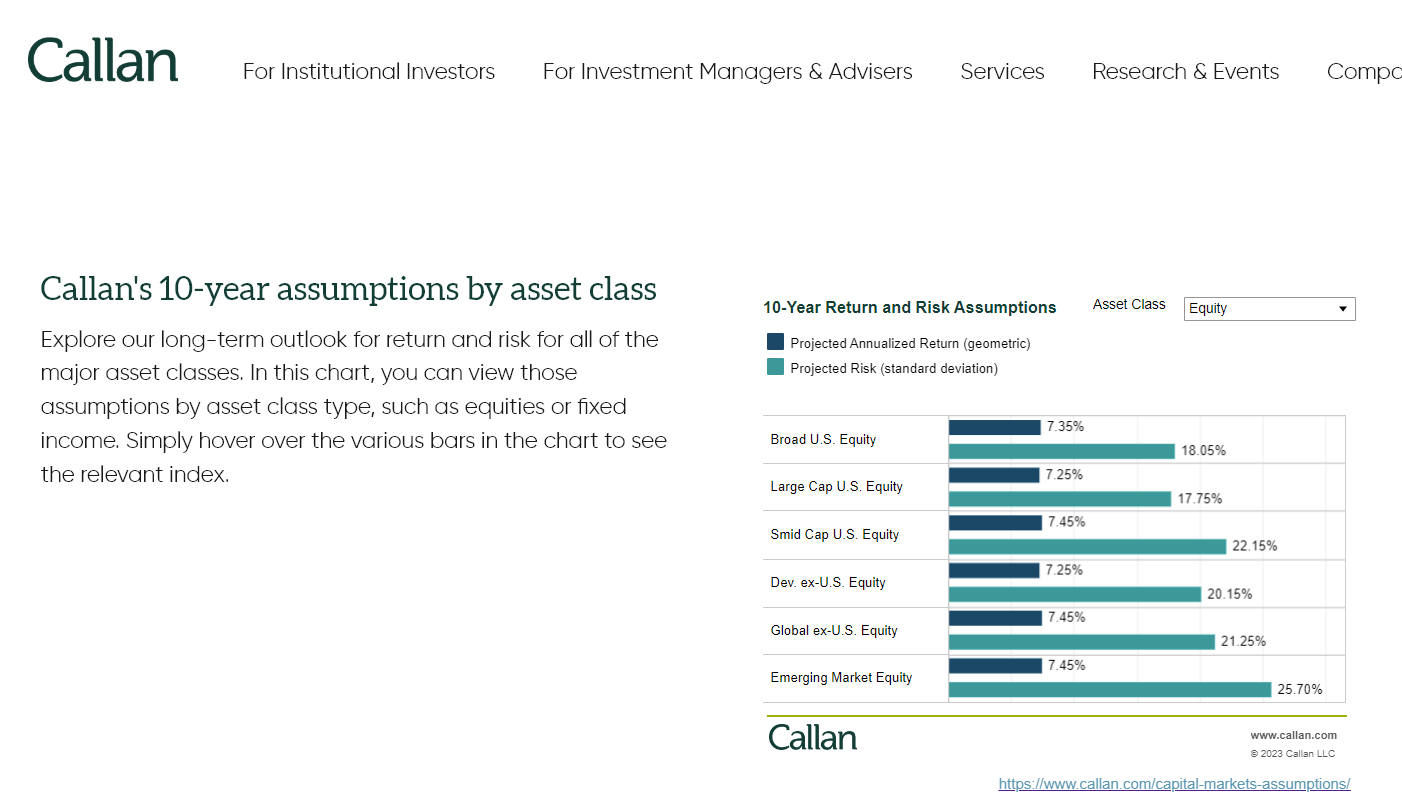 Callan
For Institutional Investors
For Investment Managers & Advisers
Services
Research & Events
Callan's 10-year assumptions by asset class
Explore our long-term outlook for return and risk for all of the
major asset classes. In this chart, you can view those
assumptions by asset class type, such as equities or fixed
income. Simply hover over the various bars in the chart to see
the relevant index.
10-Year Return and Risk Assumptions
Asset Class
Equity
Projected Annualized Return (geometric)
Projected Risk (standard deviation)
Broad U.S. Equity
7.35%
18.05%
Large Cap U.S. Equity
7.25%
17.75%
Smid Cap U.S. Equity
7.45%
22.15%
Dev. ex-U.S. Equity
7.25%
20.15%
Global ex-U.S. Equity
7.45%
21.25%
Emerging Market Equity
7.45%
25.70%
Callan
www.callan.com
© 2023 Callan LLC
https://www.callan.com/capital-markets-assumptions/